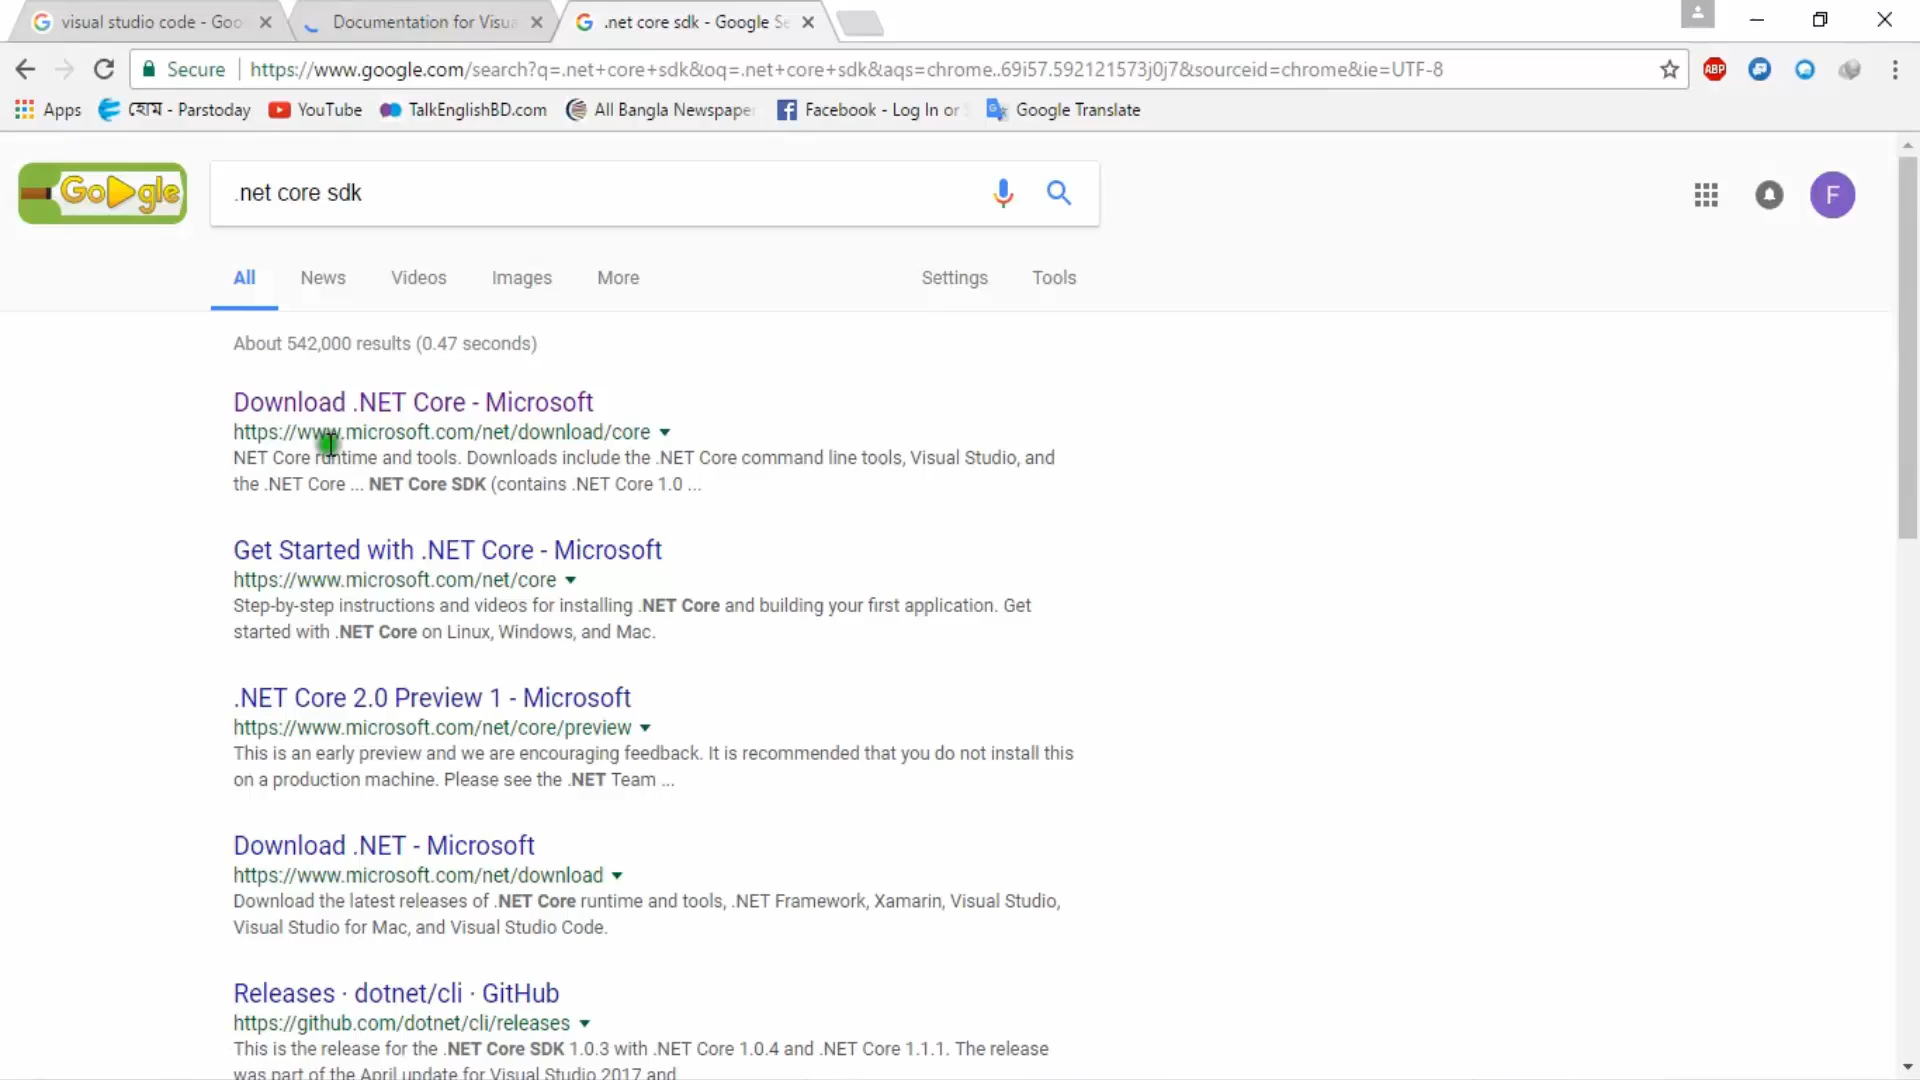 visual studio code - Goo
Documentation for Visua
.net core sdk - Google Se
Secure
https://www.google.com/search?q=.net+core+sdk&oq=.net+core+sdk&aqs=chrome..69i57.592121573j0j7&sourceid=chrome&ie=UTF-8
ABP
Apps হোম - Parstoday YouTube TalkEnglishBD.com All Bangla Newspaper Facebook - Log In or Google Translate
Google
.net core sdk
F
All News Videos Images More Settings Tools
About 542,000 results (0.47 seconds)
Download .NET Core - Microsoft
https://www.microsoft.com/net/download/core
NET Core runtime and tools. Downloads include the .NET Core command line tools, Visual Studio, and
the .NET Core ... NET Core SDK (contains .NET Core 1.0 ...
Get Started with .NET Core - Microsoft
https://www.microsoft.com/net/core
Step-by-step instructions and videos for installing .NET Core and building your first application. Get
started with .NET Core on Linux, Windows, and Mac.
.NET Core 2.0 Preview 1 - Microsoft
https://www.microsoft.com/net/core/preview
This is an early preview and we are encouraging feedback. It is recommended that you do not install this
on a production machine. Please see the .NET Team ...
Download .NET - Microsoft
https://www.microsoft.com/net/download
Download the latest releases of .NET Core runtime and tools, .NET Framework, Xamarin, Visual Studio,
Visual Studio for Mac, and Visual Studio Code.
Releases · dotnet/cli · GitHub
https://github.com/dotnet/cli/releases
This is the release for the .NET Core SDK 1.0.3 with .NET Core 1.0.4 and .NET Core 1.1.1. The release
was part of the April update for Visual Studio 2017 and